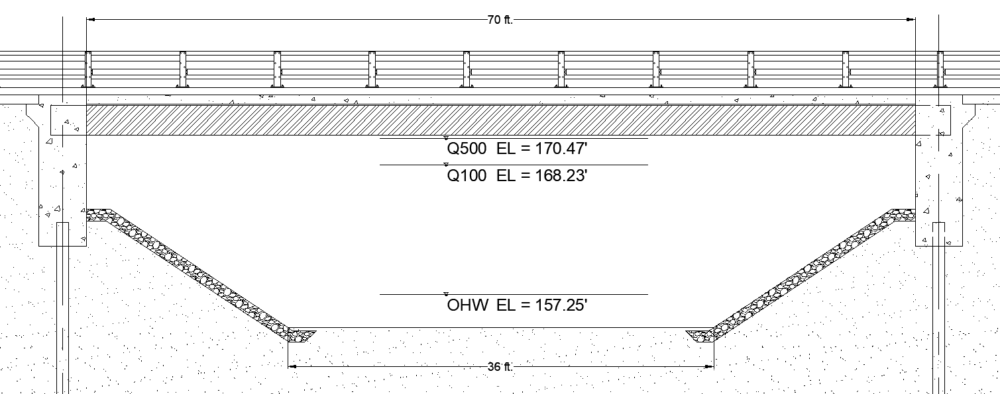 70 ft.
Q500 EL = 170.47'
Q100 EL = 168.23'
OHW EL = 157.25'
36 ft.